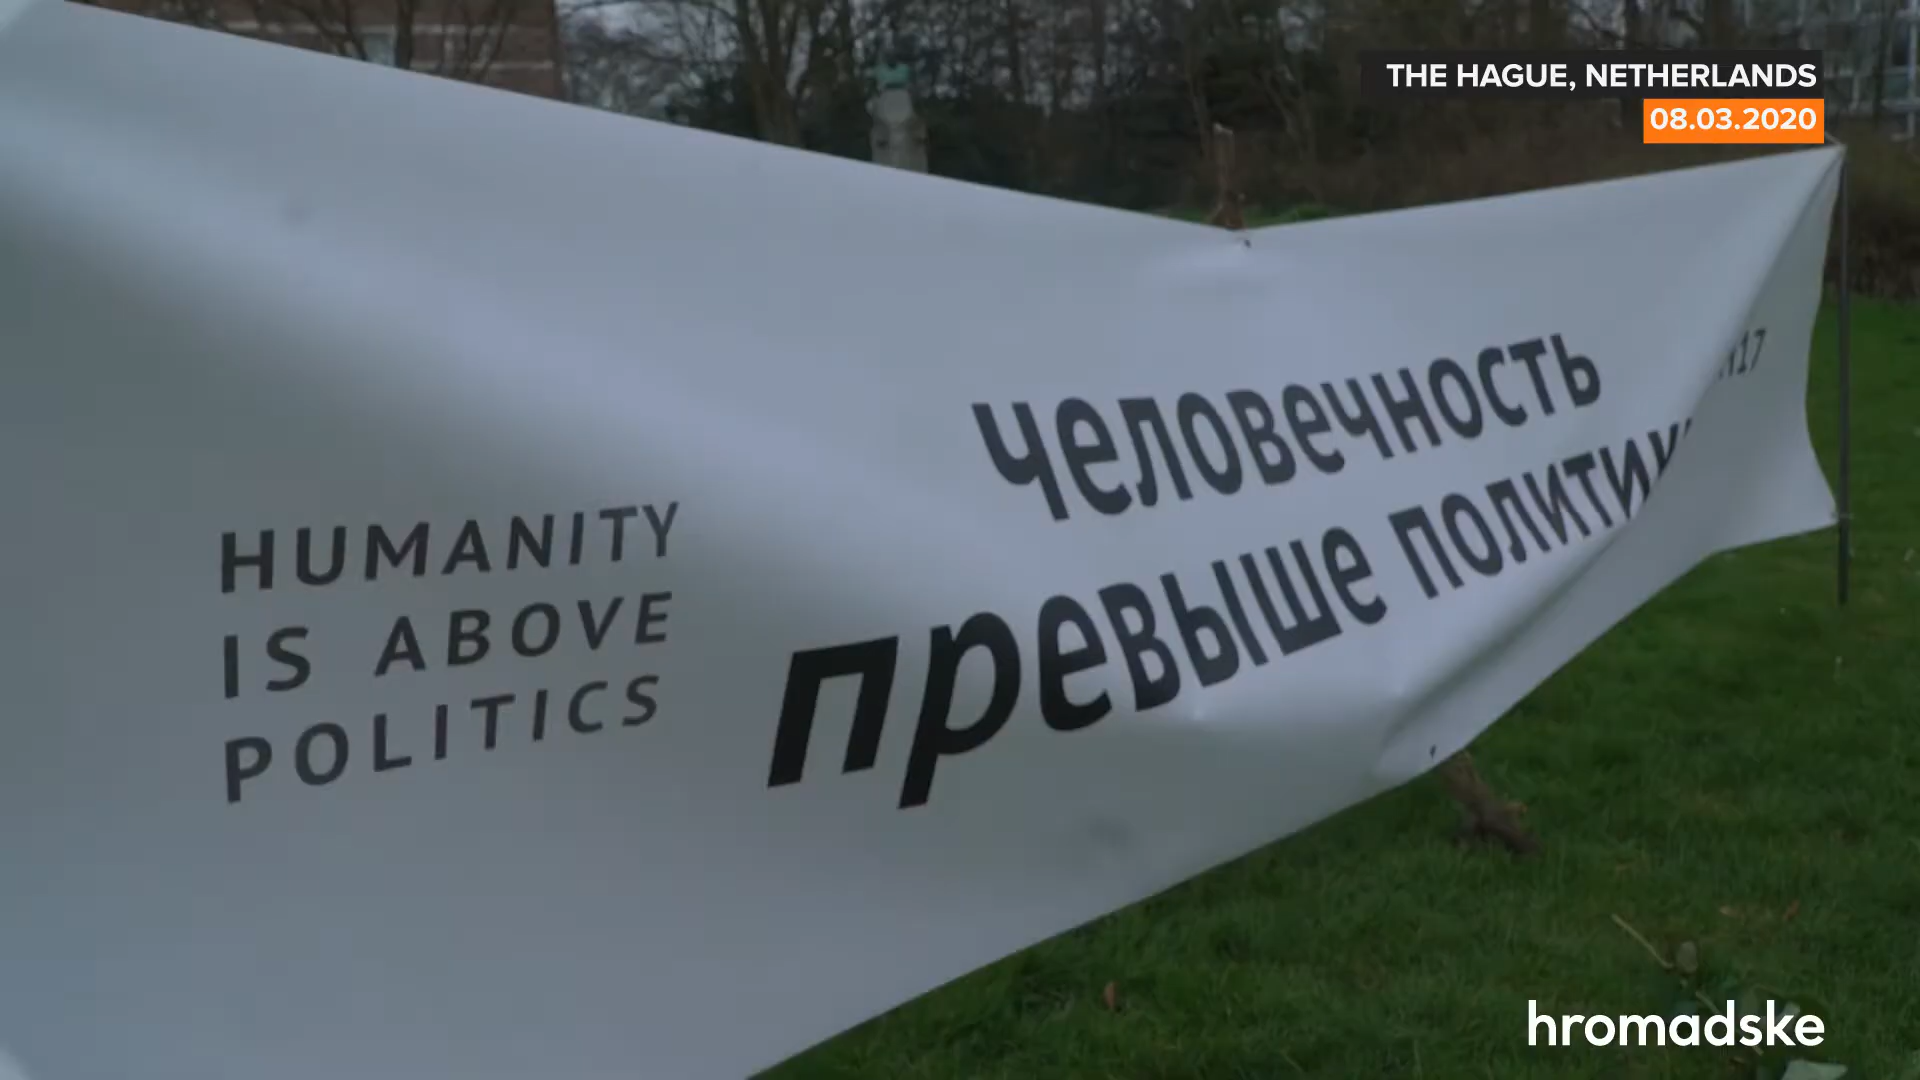 THE HAGUE, NETHERLANDS
08.03.2020
HUMANITY
IS ABOVE
POLITICS
человечность
превыше
hromadske